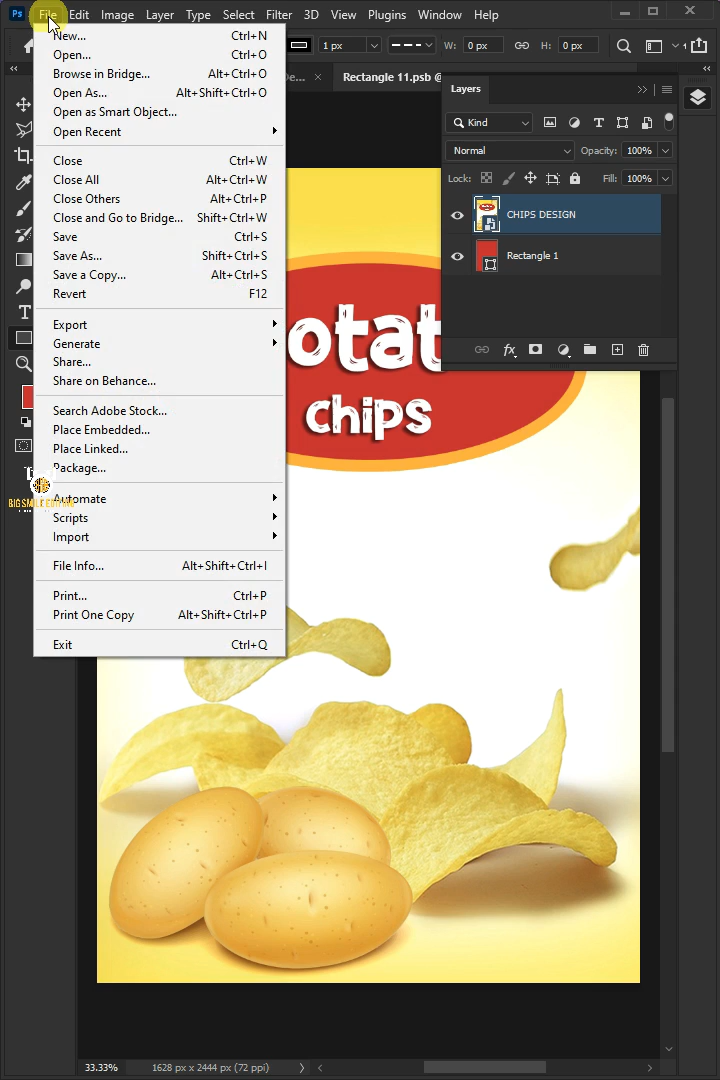 Ps File Edit Image Layer Type Select Filter 3D View Plugins Window Help
1 px W: 0 px H: 0 px
Rectangle 11.psb @
New... Ctrl+N
Open... Ctrl+O
Browse in Bridge... Alt+Ctrl+O
Open As... Alt+Shift+Ctrl+O
Open as Smart Object...
Open Recent
Close Ctrl+W
Close All Alt+Ctrl+W
Close Others Alt+Ctrl+P
Close and Go to Bridge... Shift+Ctrl+W
Save Ctrl+S
Save As... Shift+Ctrl+S
Save a Copy... Alt+Ctrl+S
Revert F12
Export
Generate
Share...
Share on Behance...
Search Adobe Stock...
Place Embedded...
Place Linked...
Package...
Automate
Scripts
Import
File Info... Alt+Shift+Ctrl+I
Print... Ctrl+P
Print One Copy Alt+Shift+Ctrl+P
Exit Ctrl+Q
Layers
Kind
Normal Opacity: 100%
Lock: Fill: 100%
CHIPS DESIGN
Rectangle 1
fx
otat
chips
BIG SMILE EDITING
33.33% 1628 px x 2444 px (72 ppi)